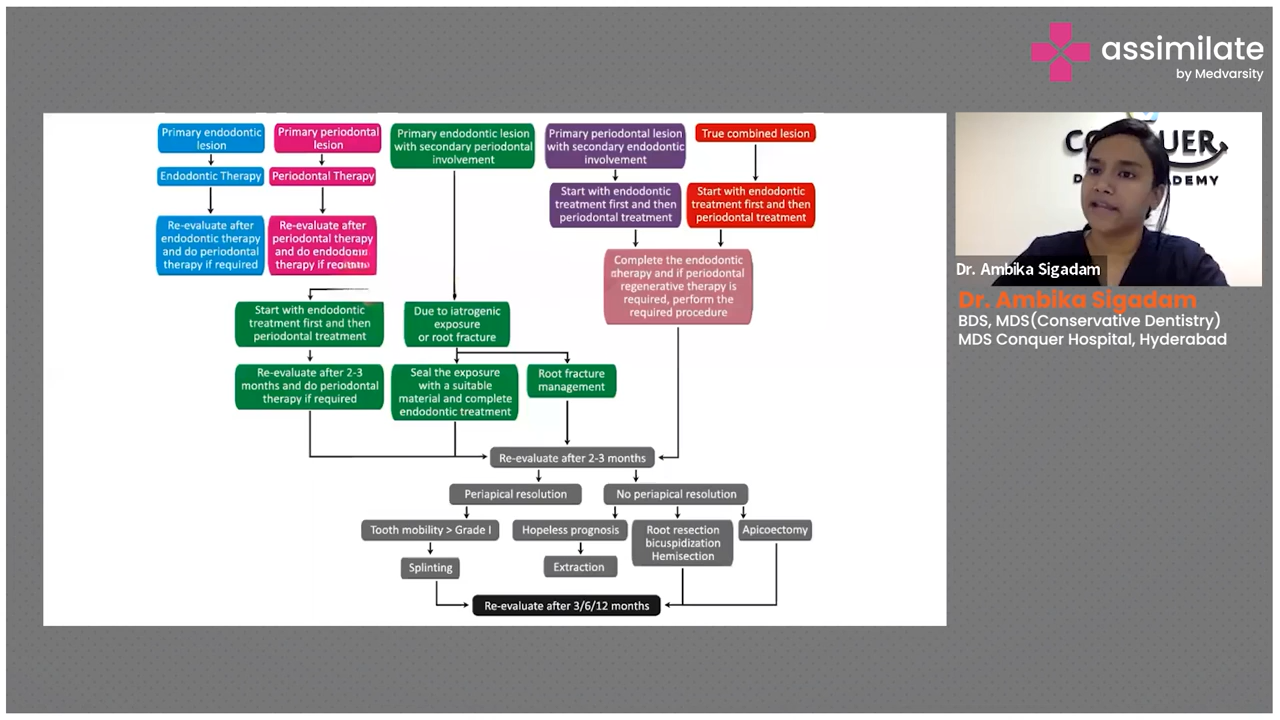 assimilate
by Medvarsity
Primary endodontic
lesion
Endodontic Therapy
Re-evaluate after
endodontic therapy
and do periodontal
therapy if required
Primary periodontal
lesion
Periodontal Therapy
Re-evaluate after
periodontal therapy
and do endodontic
therapy if required
Primary endodontic lesion
with secondary periodontal
involvement
Start with endodontic
treatment first and then
periodontal treatment
Re-evaluate after 2-3
months and do periodontal
therapy if required
Due to iatrogenic
exposure
or root fracture
Seal the exposure
with a suitable
material and complete
endodontic treatment
Root fracture
management
Primary periodontal lesion
with secondary endodontic
involvement
Start with endodontic
treatment first and then
periodontal treatment
True combined lesion
Start with endodontic
treatment first and then
periodontal treatment
Complete the endodontic
therapy and if periodontal
regenerative therapy is
required, perform the
required procedure
Re-evaluate after 2-3 months
Periapical resolution
No periapical resolution
Tooth mobility > Grade I
Hopeless prognosis
Root resection
bicuspidization
Hemisection
Apicoectomy
Splinting
Extraction
Re-evaluate after 3/6/12 months
Dr. Ambika Sigadam
Dr. Ambika Sigadam
BDS, MDS(Conservative Dentistry)
MDS Conquer Hospital, Hyderabad